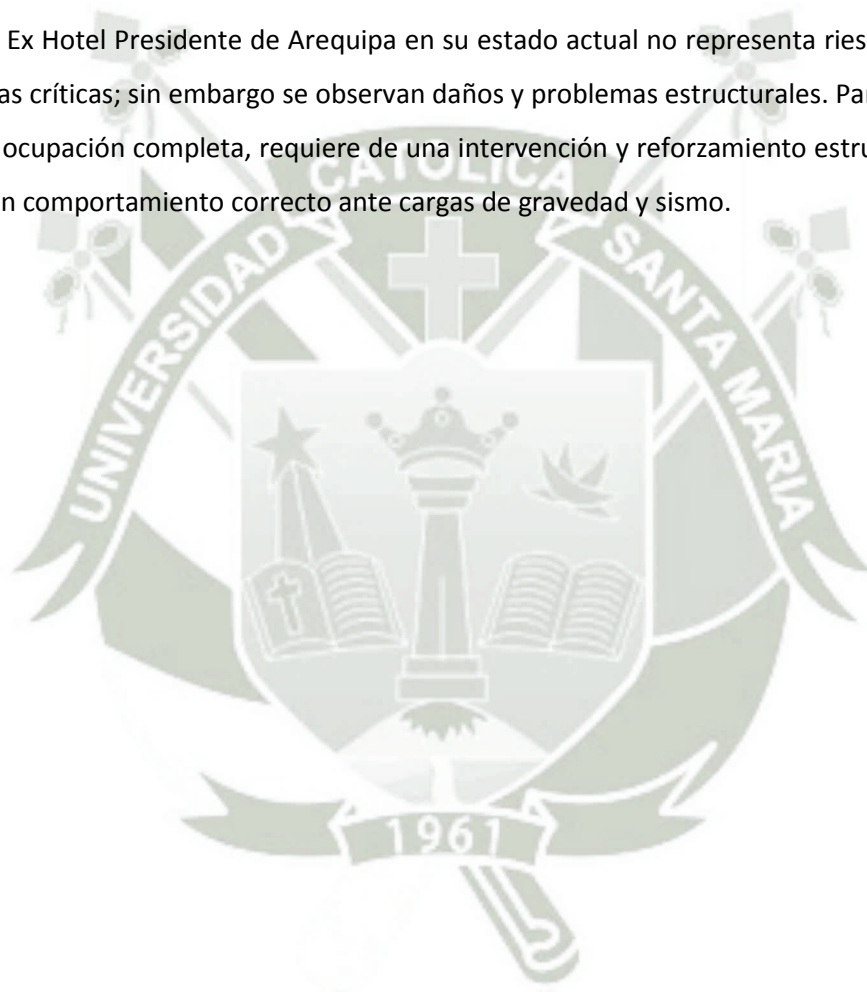 Ex Hotel Presidente de Arequipa en su estado actual no representa ries
as críticas; sin embargo se observan daños y problemas estructurales. Par
ocupación completa, requiere de una intervención y reforzamiento estru
n comportamiento correcto ante cargas de gravedad y sismo.
CATOLICA
UNIVERSIDAD
SANTA MARIA
1961